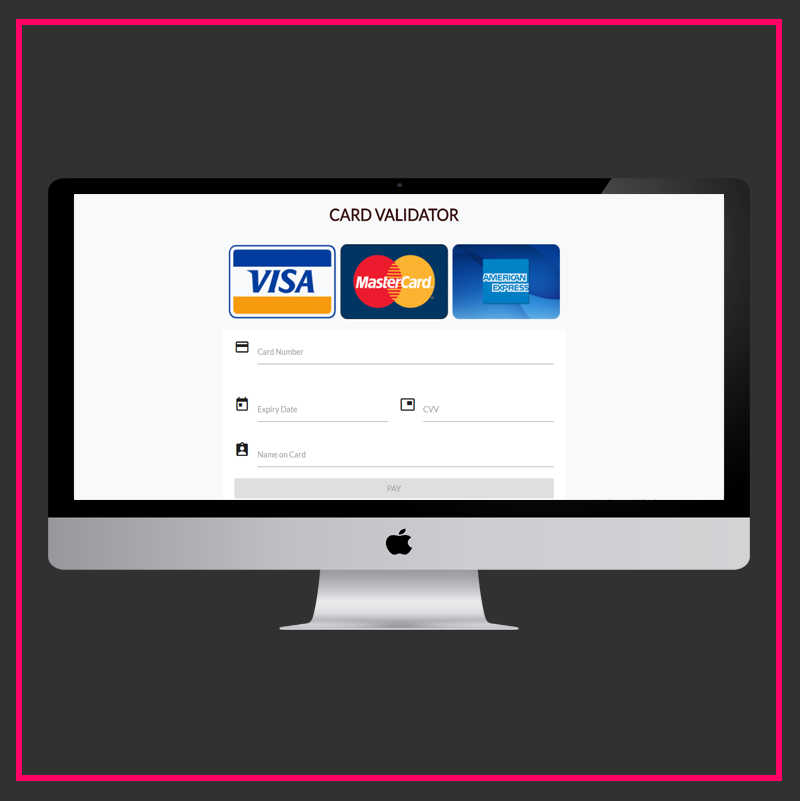 CARD VALIDATOR
VISA
MasterCard
AMERICAN
EXPRESS
Card Number
Expiry Date
CVV
Name on Card
PAY